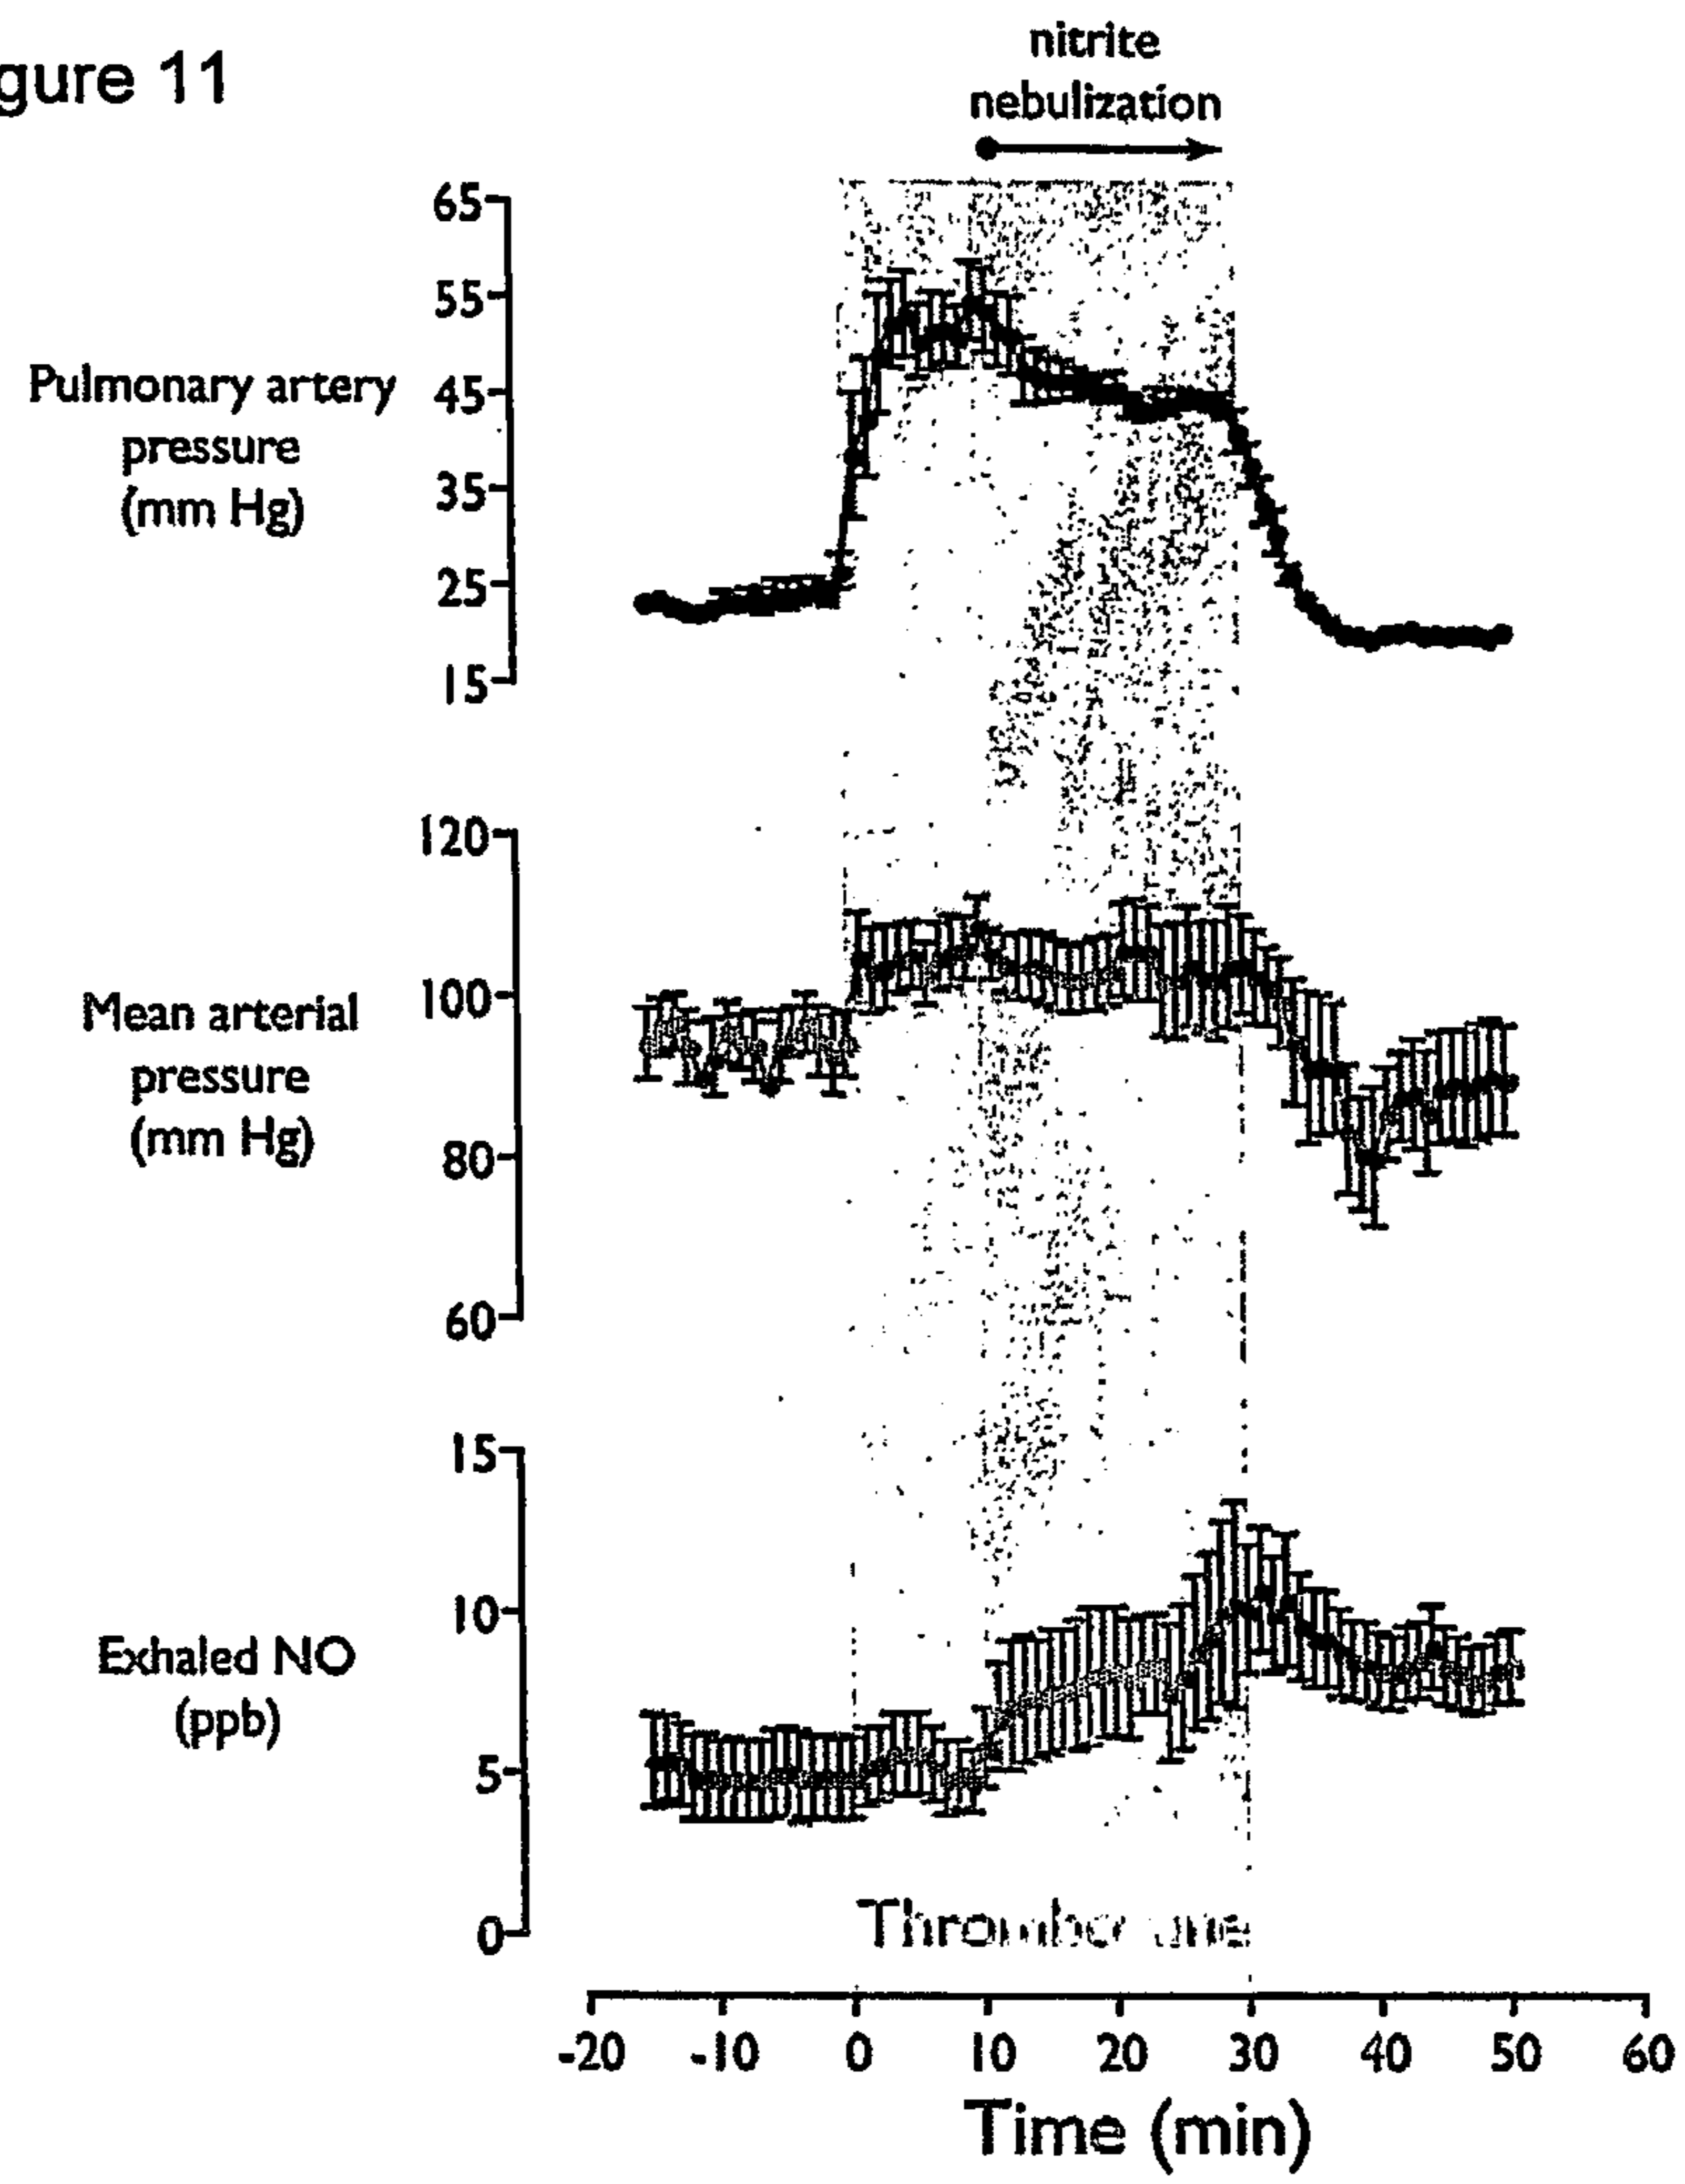 gure 11
nitrite
nebulization
65
55
Pulmonary artery
45
pressure
35
(mm Hg)
25
15
120
Mean arterial
100
pressure
(mm Hg)
80
60
15
10
Exhaled NO
(ppb)
5
0
-20 -10 0 10 20 30 40 50 60
Time (min)